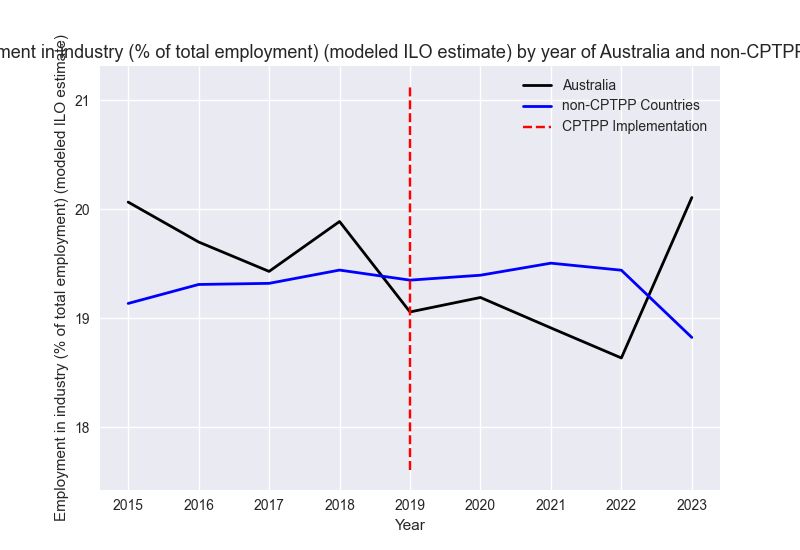 ment in industry (% of total employment) (modeled ILO estimate) by year of Australia and non-CPTPP
Employment in industry (% of total employment) (modeled ILO estimate)
21
20
19
18
Australia
non-CPTPP Countries
CPTPP Implementation
2015 2016 2017 2018 2019 2020 2021 2022 2023
Year